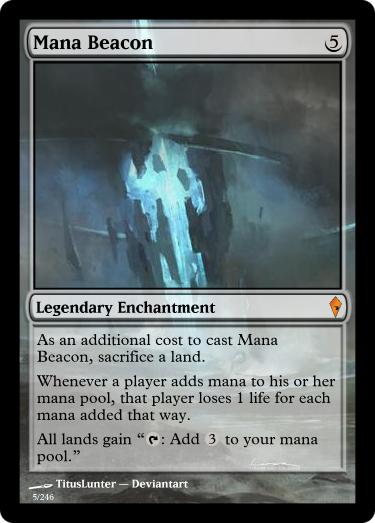 Mana Beacon 5
Legendary Enchantment
As an additional cost to cast Mana
Beacon, sacrifice a land.
Whenever a player adds mana to his or her
mana pool, that player loses 1 life for each
mana added that way.
All lands gain “: Add 3 to your mana
pool.”
TitusLunter — Deviantart
5/246